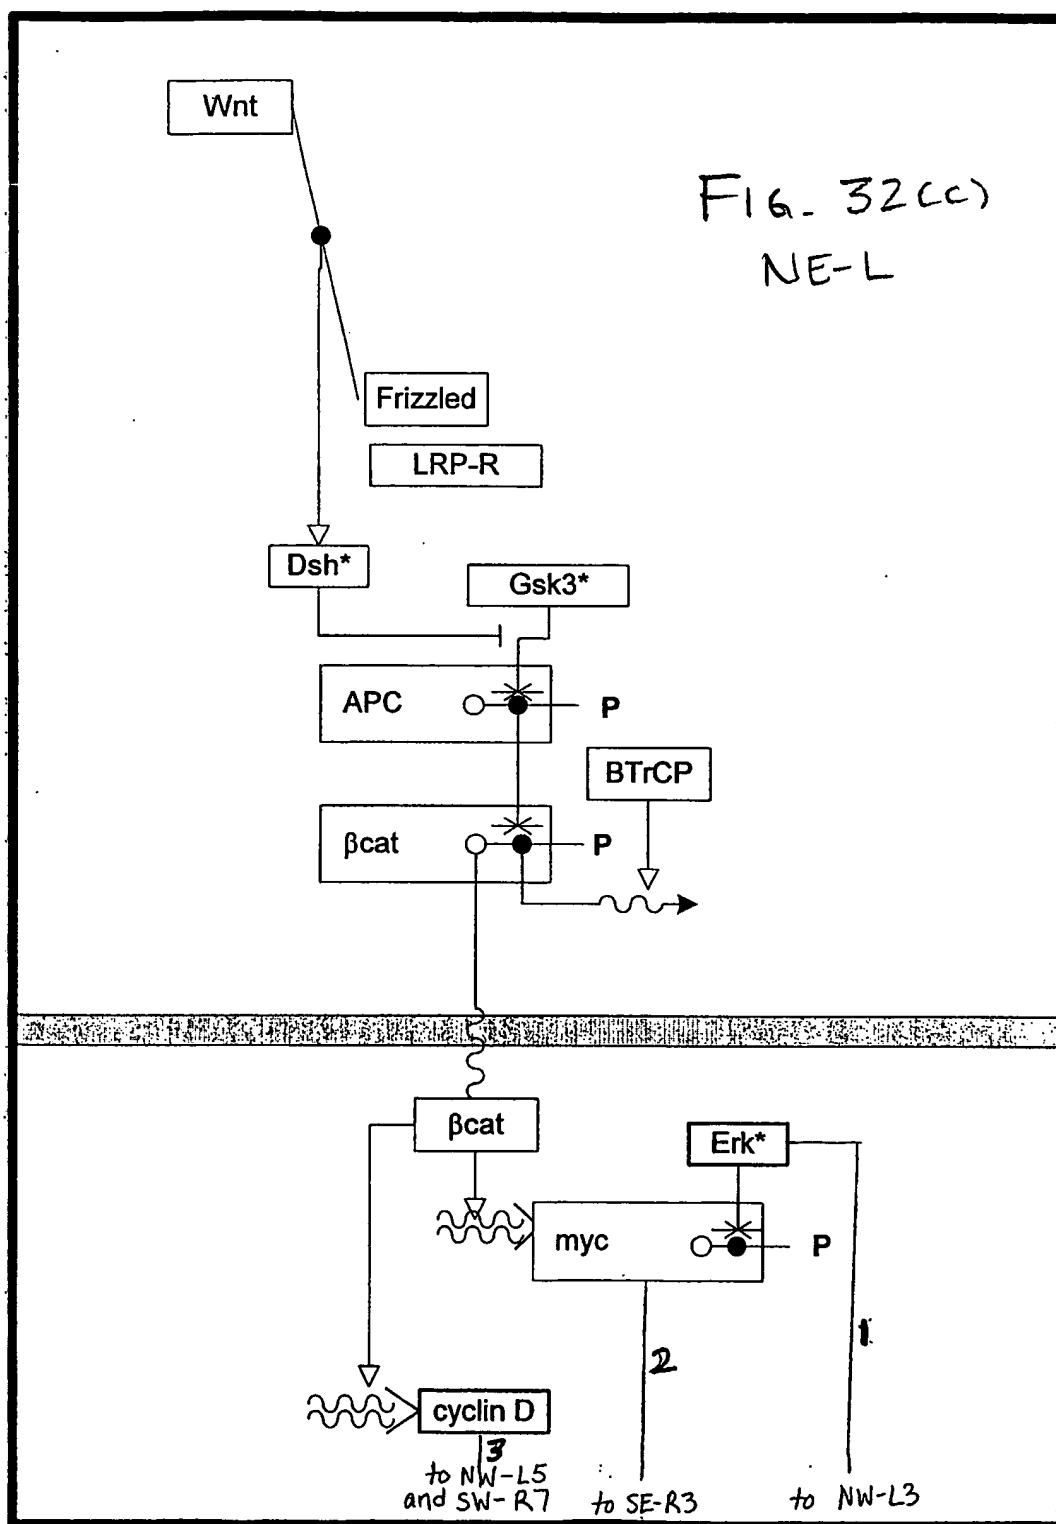 Wnt
FIG. 32(c)
NE-L
Frizzled
LRP-R
Dsh*
Gsk3*
APC
P
BTrCP
βcat
P
βcat
Erk*
myc
P
1
2
cyclin D
3
to NW-L5
and SW-R7
to SE-R3
to NW-L3